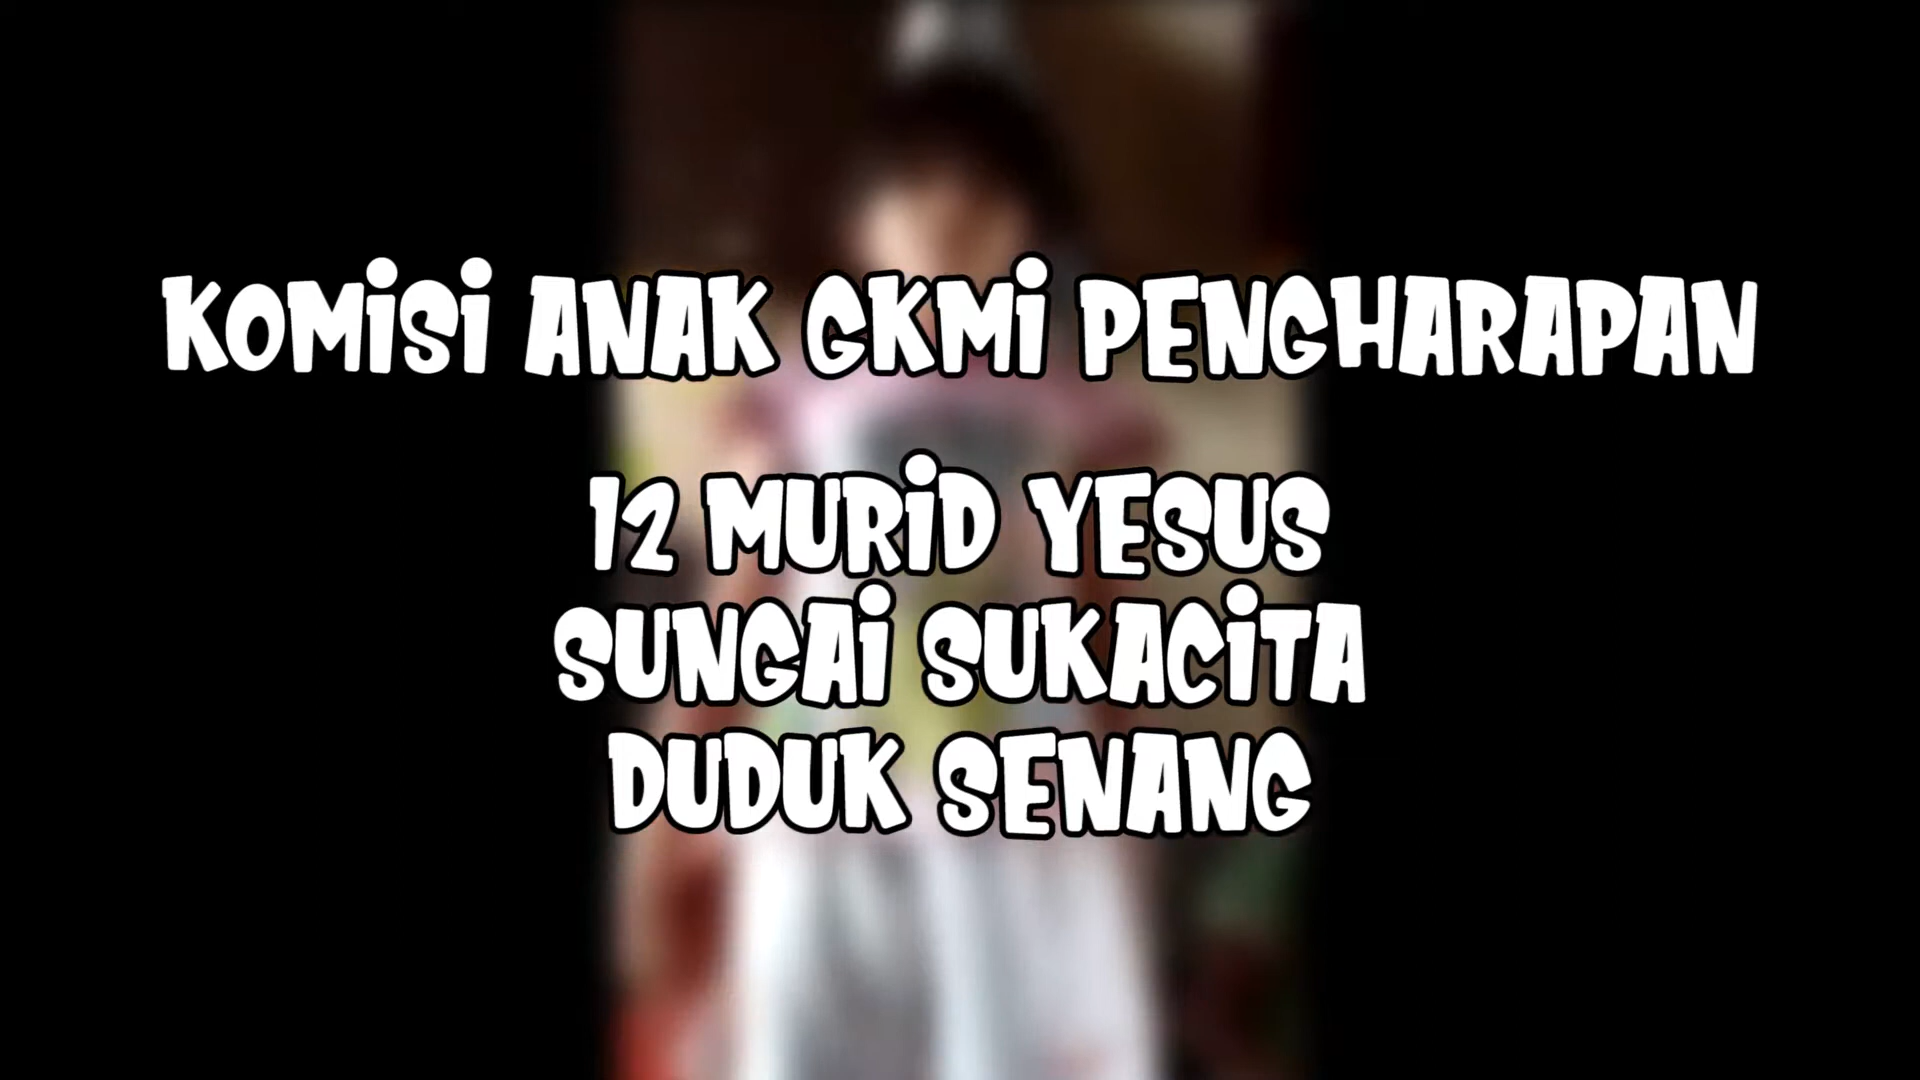 KOMiSi ANAK GKMi PENGHARAPAN
12 MURiD YESUS
SUNGAi SUKACiTA
DUDUK SENANG